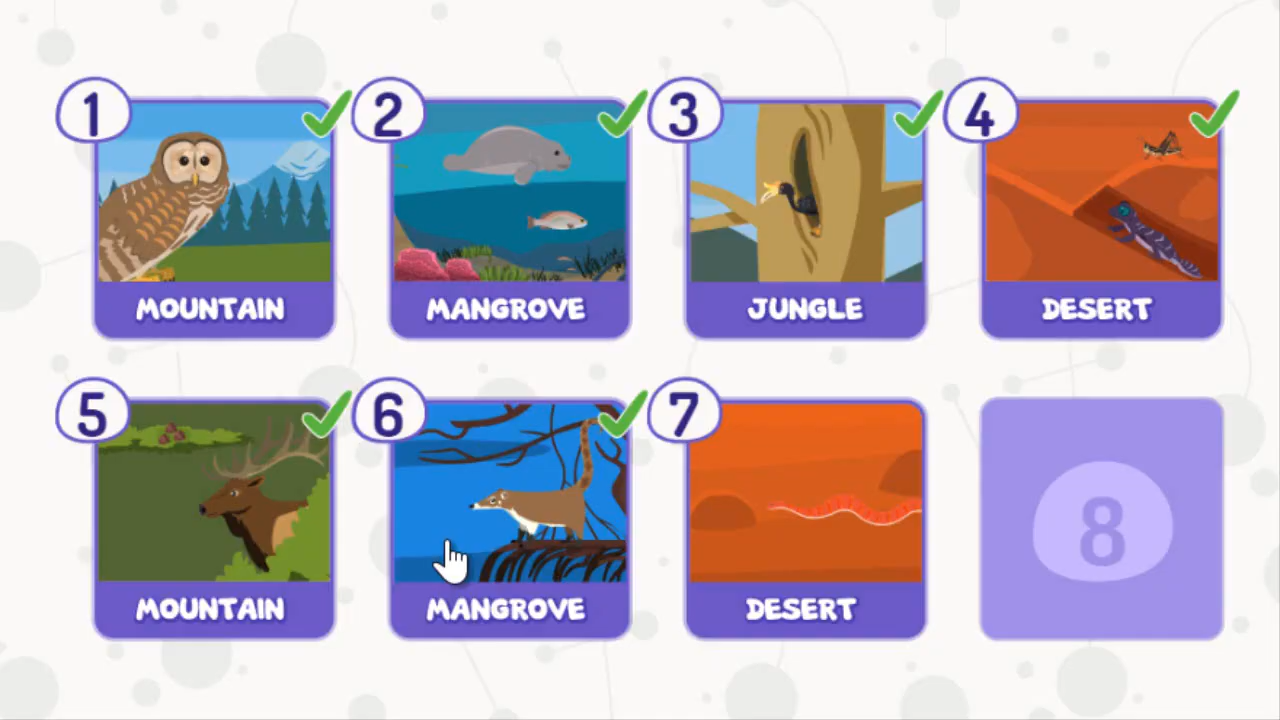 1
2
3
4
MOUNTAIN
MANGROVE
JUNGLE
DESERT
5
6
7
8
MOUNTAIN
MANGROVE
DESERT